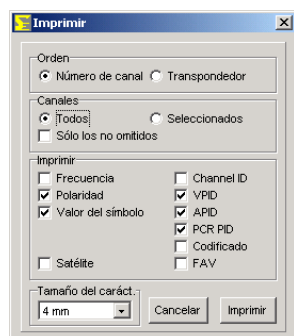 Imprimir
Orden
Número de canal Transpondedor
Canales
Todos Seleccionados
Sólo los no omitidos
Imprimir
Frecuencia Channel ID
Polaridad VPID
Valor del símbolo APID
PCR PID
Codificado
Satélite FAV
Tamaño del caráct.
4 mm Cancelar Imprimir